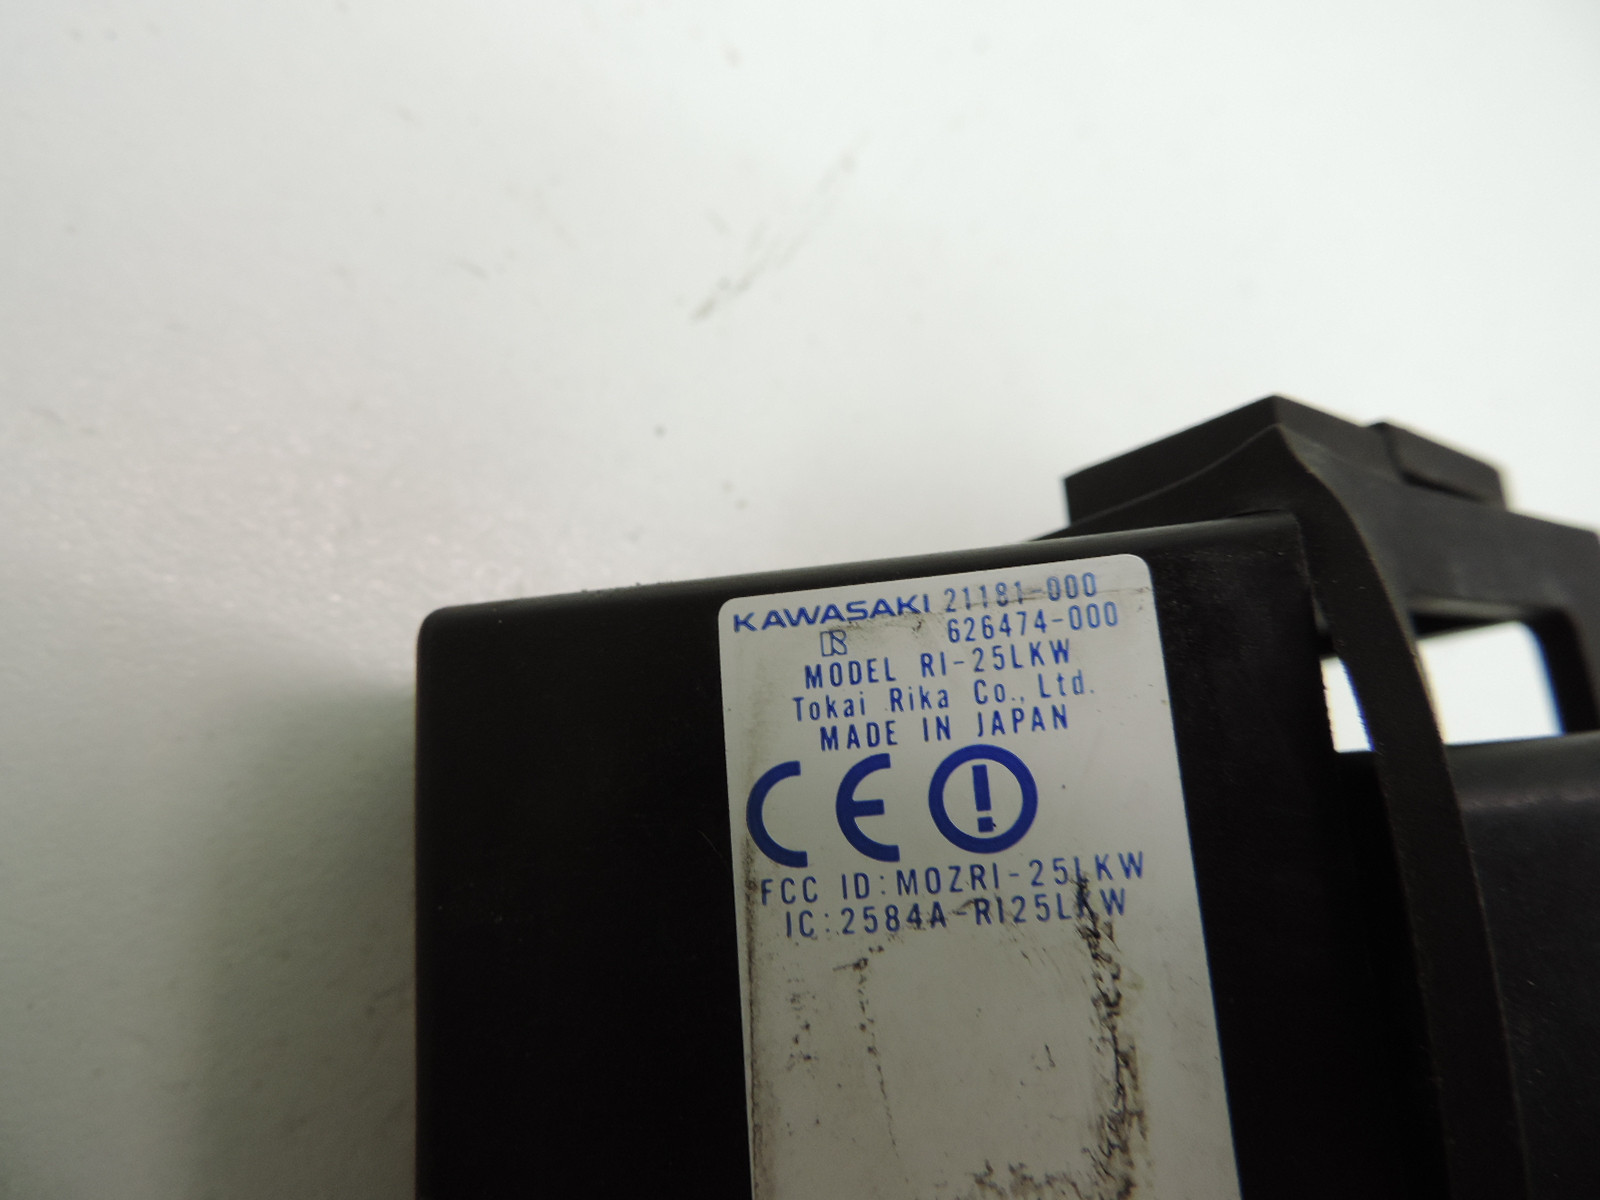 KAWASAKI 21181-000
R 626474-000
MODEL RI-25LKW
Tokai Rika Co., Ltd.
MADE IN JAPAN
CE !
FCC ID:MOZRI-25LKW
IC:2584A-RI25LKW